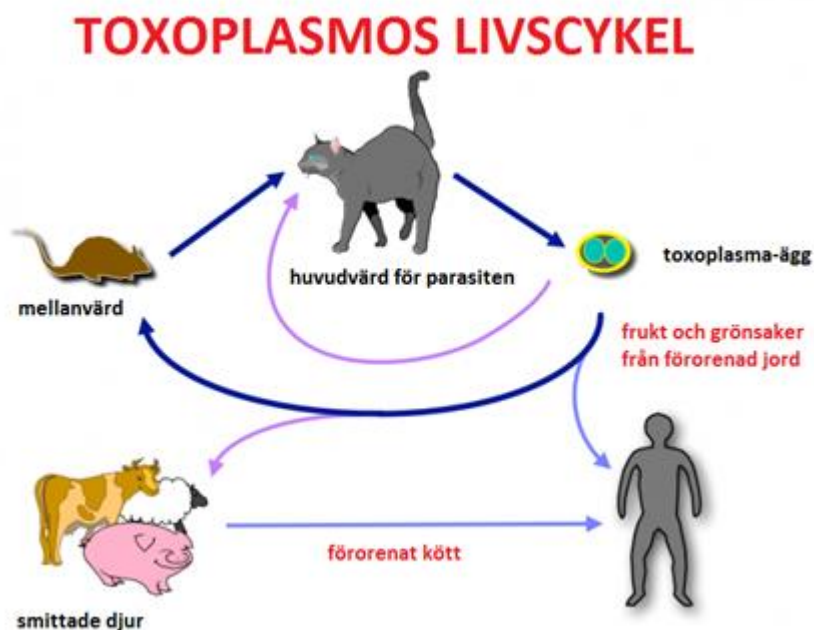 TOXOPLASMOS LIVSCYKEL
huvudvärd för parasiten
toxoplasma-ägg
mellanvärd
frukt och grönsaker
från förorenad jord
förorenat kött
smittade djur